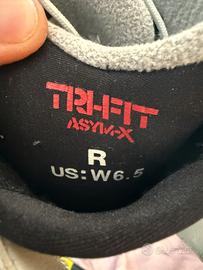 TRI-FIT
ASYM-X
R
US: W6.5